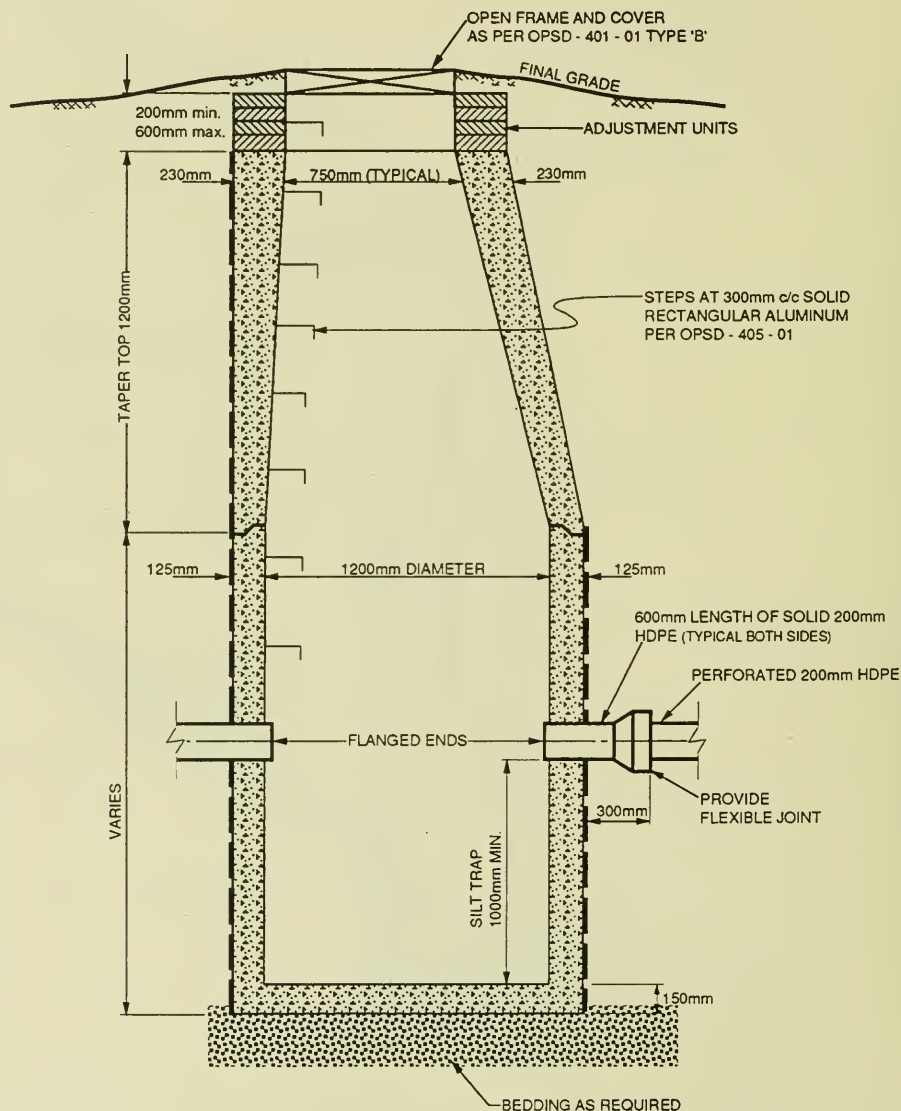 OPEN FRAME AND COVER
AS PER OPSD - 401 - 01 TYPE 'B'
FINAL GRADE
200mm min.
600mm max.
ADJUSTMENT UNITS
230mm
750mm (TYPICAL)
230mm
TAPER TOP 1200mm
STEPS AT 300mm c/c SOLID
RECTANGULAR ALUMINUM
PER OPSD - 405 - 01
125mm
1200mm DIAMETER
125mm
600mm LENGTH OF SOLID 200mm
HDPE (TYPICAL BOTH SIDES)
PERFORATED 200mm HDPE
FLANGED ENDS
VARIES
SILT TRAP
1000mm MIN.
300mm
PROVIDE
FLEXIBLE JOINT
150mm
BEDDING AS REQUIRED